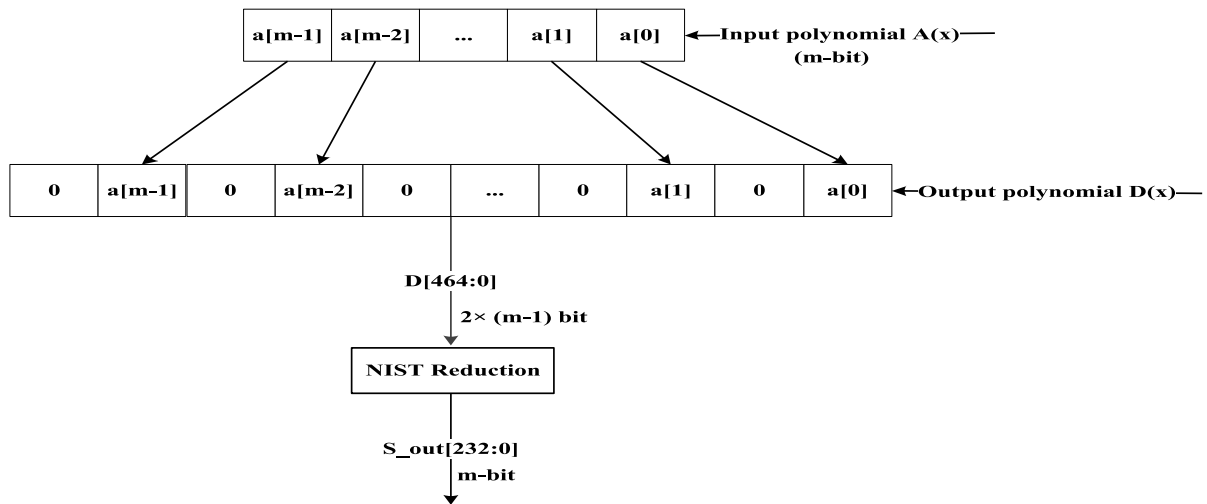 a[m-1] a[m-2] ... a[1] a[0] Input polynomial A(x)
(m-bit)
0 a[m-1] 0 a[m-2] 0 ... 0 a[1] 0 a[0] Output polynomial D(x)
D[464:0]
2× (m-1) bit
NIST Reduction
S_out[232:0]
m-bit